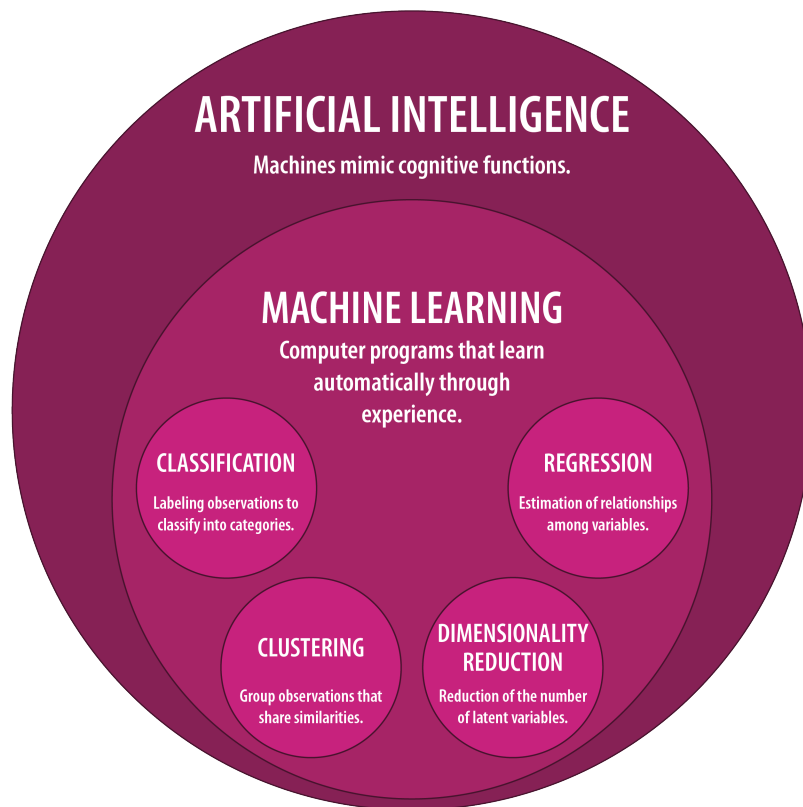 ARTIFICIAL INTELLIGENCE
Machines mimic cognitive functions.
MACHINE LEARNING
Computer programs that learn
automatically through
experience.
CLASSIFICATION
Labeling observations to
classify into categories.
REGRESSION
Estimation of relationships
among variables.
CLUSTERING
Group observations that
share similarities.
DIMENSIONALITY
REDUCTION
Reduction of the number
of latent variables.